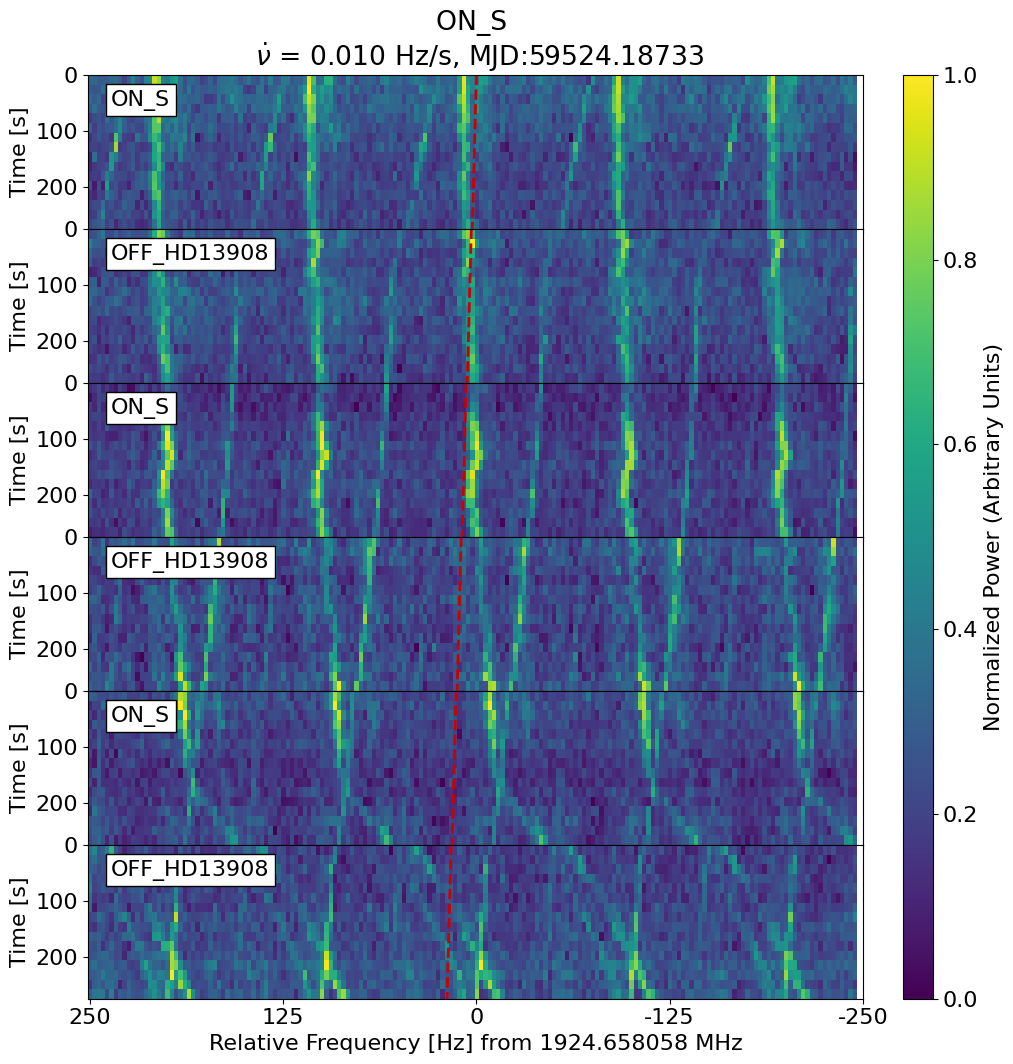 ON_S
ν̇ = 0.010 Hz/s, MJD:59524.18733
0
ON_S
100
Time [s]
200
0
OFF_HD13908
100
Time [s]
200
0
ON_S
100
Time [s]
200
0
OFF_HD13908
100
Time [s]
200
0
ON_S
100
Time [s]
200
0
OFF_HD13908
100
Time [s]
200
250 125 0 -125 -250
Relative Frequency [Hz] from 1924.658058 MHz
1.0
0.8
0.6
0.4
0.2
0.0
Normalized Power (Arbitrary Units)